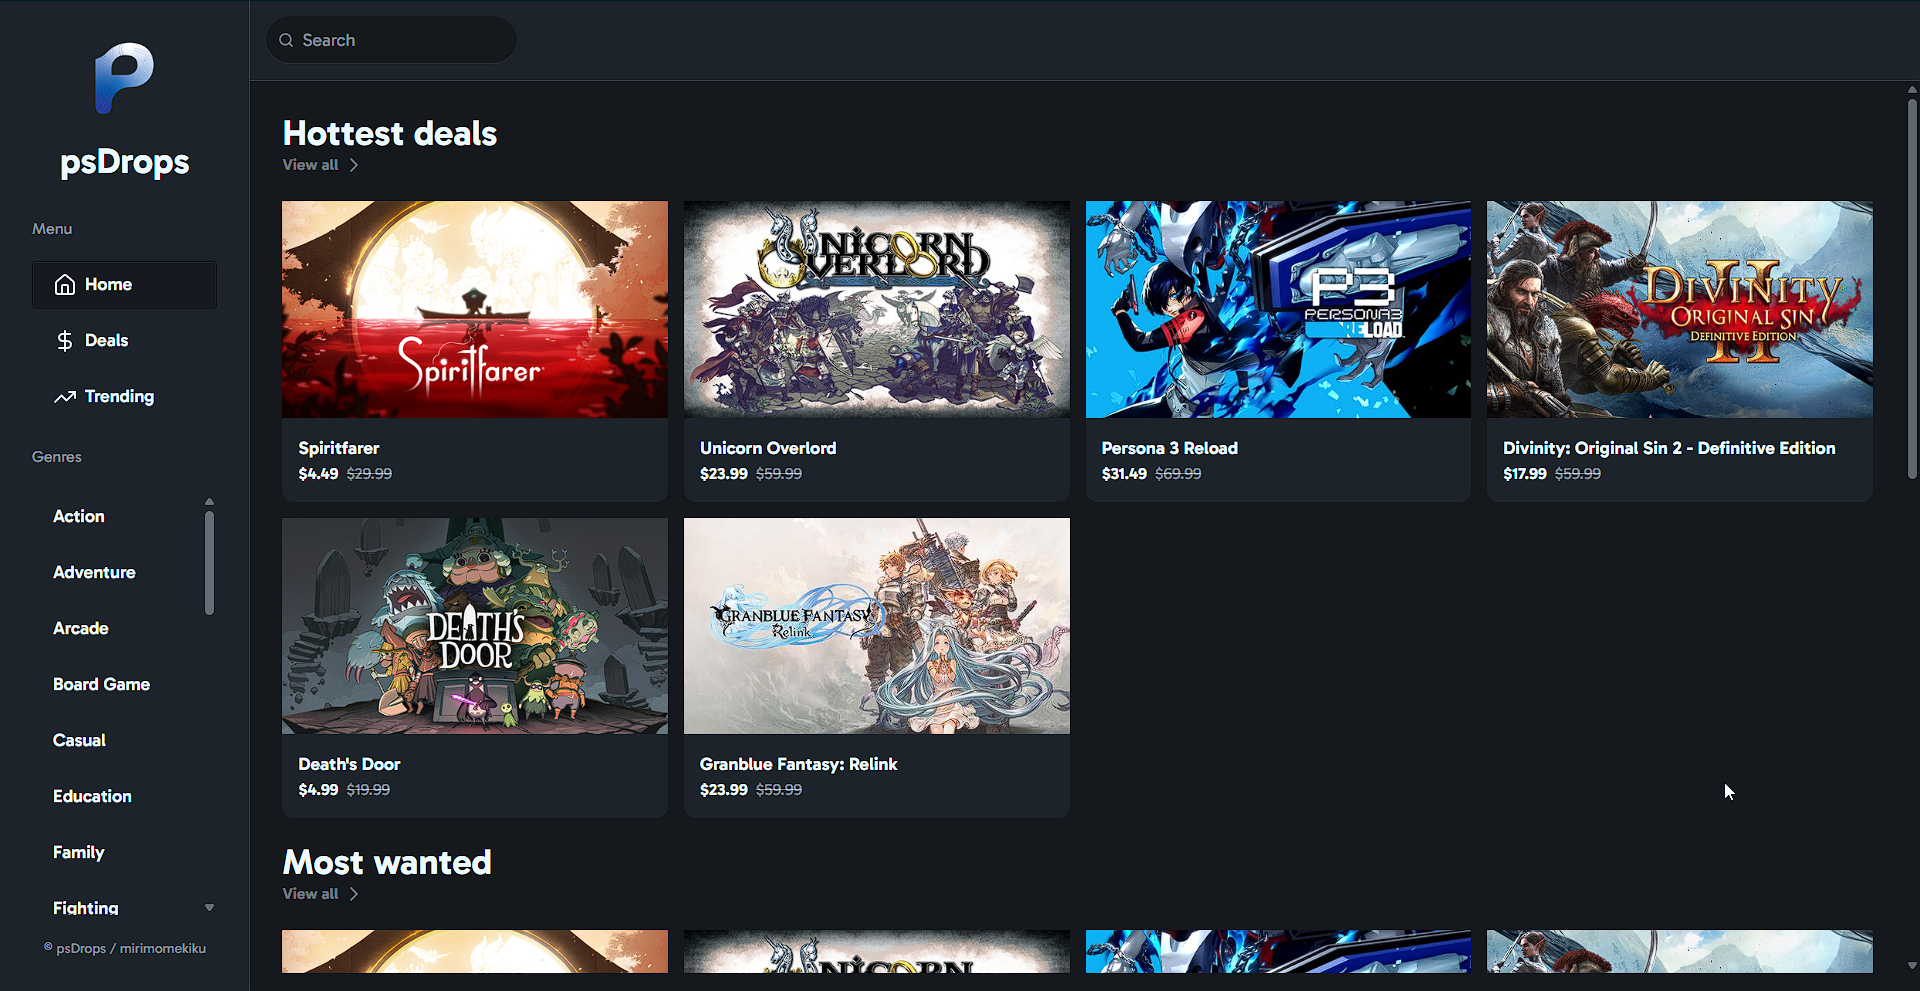 psDrops
Menu
Home
Deals
Trending
Genres
Action
Adventure
Arcade
Board Game
Casual
Education
Family
Fighting
© psDrops / mirimomekiku
Search
Hottest deals
View all
Spiritfarer
UNICORN
OVERLORD
P3
PERSONA3
RELOAD
DIVINITY
ORIGINAL SIN
DEFINITIVE EDITION
II
Spiritfarer
$4.49 $29.99
Unicorn Overlord
$23.99 $59.99
Persona 3 Reload
$31.49 $69.99
Divinity: Original Sin 2 - Definitive Edition
$17.99 $59.99
DEATH'S
DOOR
GRANBLUE FANTASY
Relink
Death's Door
$4.99 $19.99
Granblue Fantasy: Relink
$23.99 $59.99
Most wanted
View all
UNICORN